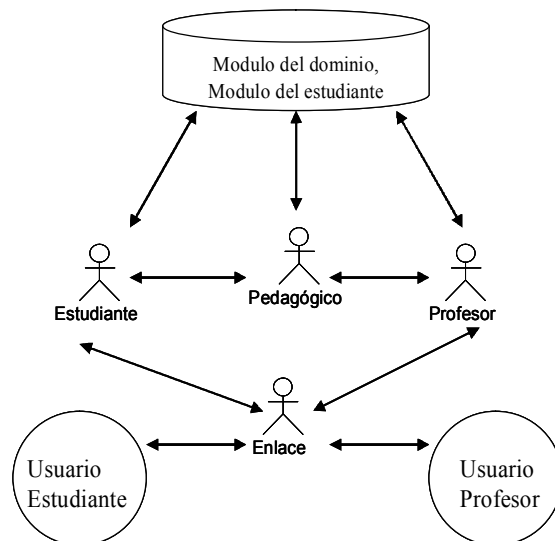 Modulo del dominio,
Modulo del estudiante
Estudiante
Pedagógico
Profesor
Enlace
Usuario
Estudiante
Usuario
Profesor